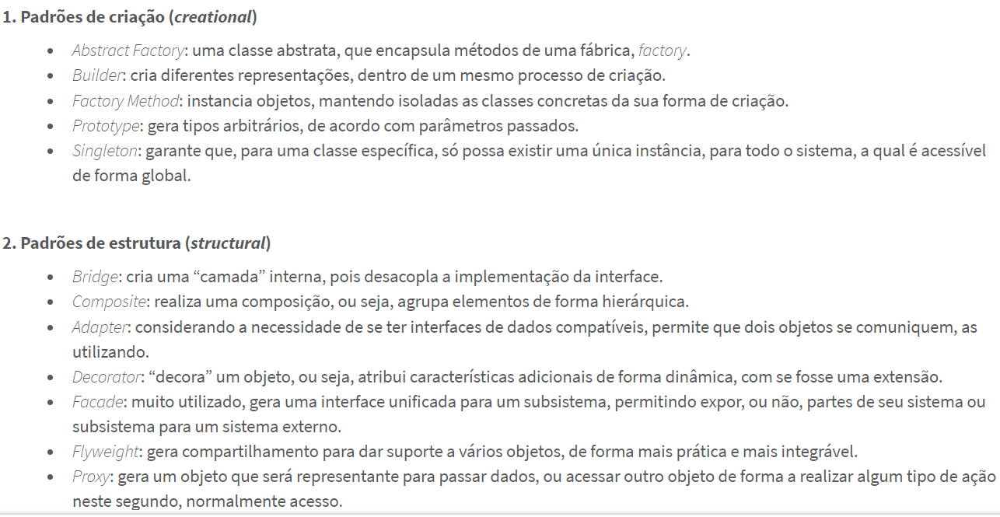 1. Padrões de criação (creational)
• Abstract Factory: uma classe abstrata, que encapsula métodos de uma fábrica, factory.
• Builder: cria diferentes representações, dentro de um mesmo processo de criação.
• Factory Method: instancia objetos, mantendo isoladas as classes concretas da sua forma de criação.
• Prototype: gera tipos arbitrários, de acordo com parâmetros passados.
• Singleton: garante que, para uma classe específica, só possa existir uma única instância, para todo o sistema, a qual é acessível
de forma global.
2. Padrões de estrutura (structural)
• Bridge: cria uma “camada” interna, pois desacopla a implementação da interface.
• Composite: realiza uma composição, ou seja, agrupa elementos de forma hierárquica.
• Adapter: considerando a necessidade de se ter interfaces de dados compatíveis, permite que dois objetos se comuniquem, as
utilizando.
• Decorator: “decora” um objeto, ou seja, atribui características adicionais de forma dinâmica, com se fosse uma extensão.
• Facade: muito utilizado, gera uma interface unificada para um subsistema, permitindo expor, ou não, partes de seu sistema ou
subsistema para um sistema externo.
• Flyweight: gera compartilhamento para dar suporte a vários objetos, de forma mais prática e mais integrável.
• Proxy: gera um objeto que será representante para passar dados, ou acessar outro objeto de forma a realizar algum tipo de ação
neste segundo, normalmente acesso.